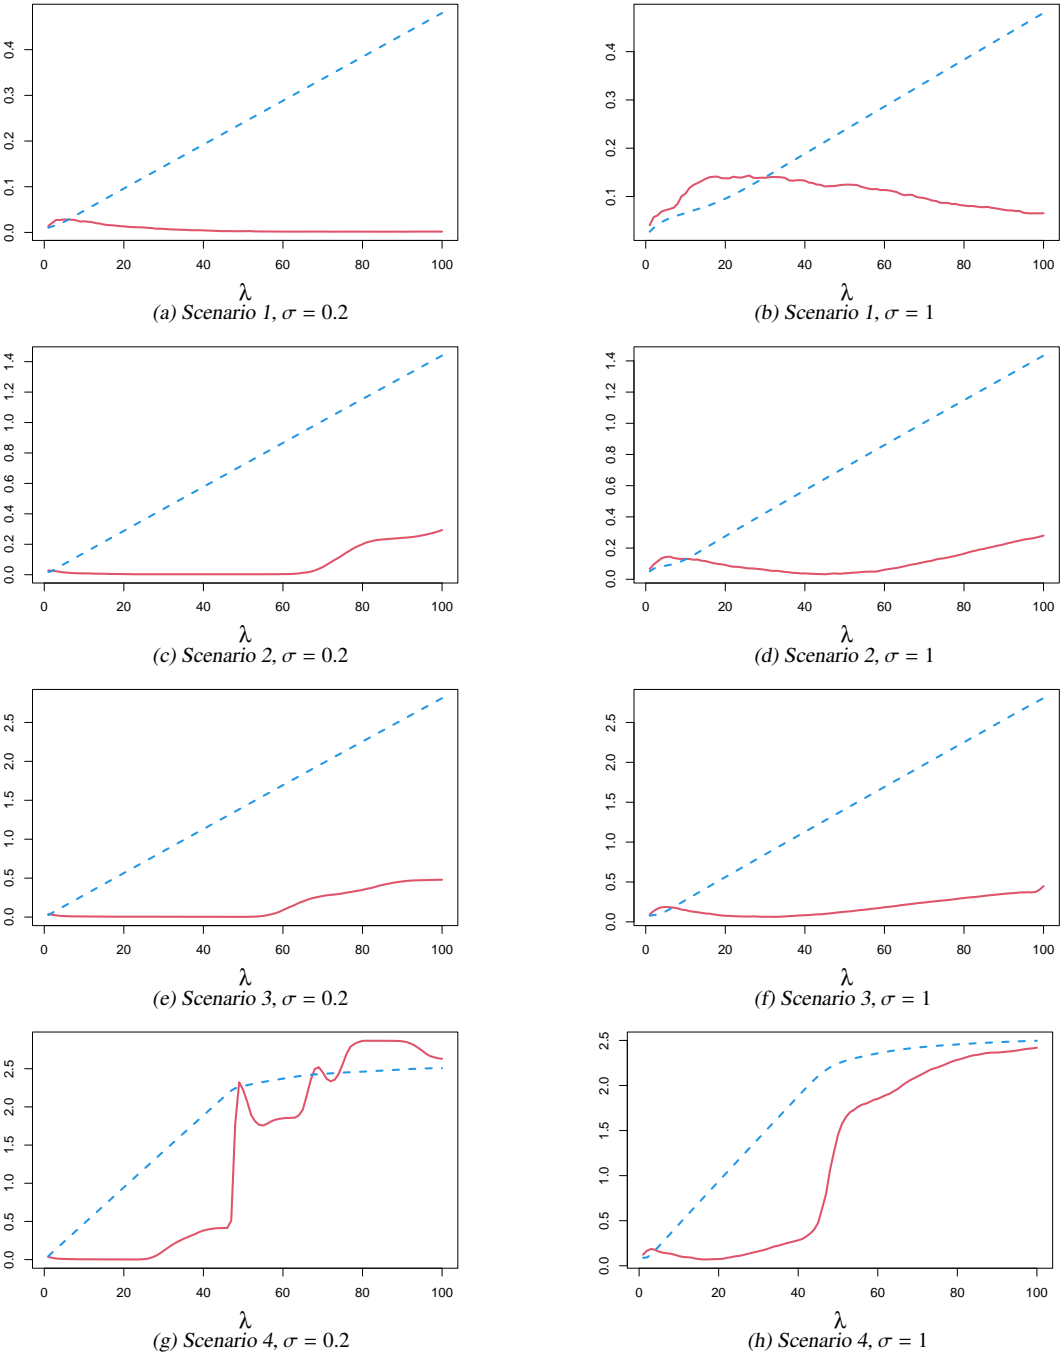 0.0 0.1 0.2 0.3 0.4
0 20 40 60 80 100
λ
(a) Scenario 1, σ = 0.2
0.1 0.2 0.3 0.4
0 20 40 60 80 100
λ
(b) Scenario 1, σ = 1
0.0 0.2 0.4 0.6 0.8 1.0 1.2 1.4
0 20 40 60 80 100
λ
(c) Scenario 2, σ = 0.2
0.0 0.2 0.4 0.6 0.8 1.0 1.2 1.4
0 20 40 60 80 100
λ
(d) Scenario 2, σ = 1
0.0 0.5 1.0 1.5 2.0 2.5
0 20 40 60 80 100
λ
(e) Scenario 3, σ = 0.2
0.0 0.5 1.0 1.5 2.0 2.5
0 20 40 60 80 100
λ
(f) Scenario 3, σ = 1
0.0 0.5 1.0 1.5 2.0 2.5
0 20 40 60 80 100
λ
(g) Scenario 4, σ = 0.2
0.0 0.5 1.0 1.5 2.0 2.5
0 20 40 60 80 100
λ
(h) Scenario 4, σ = 1